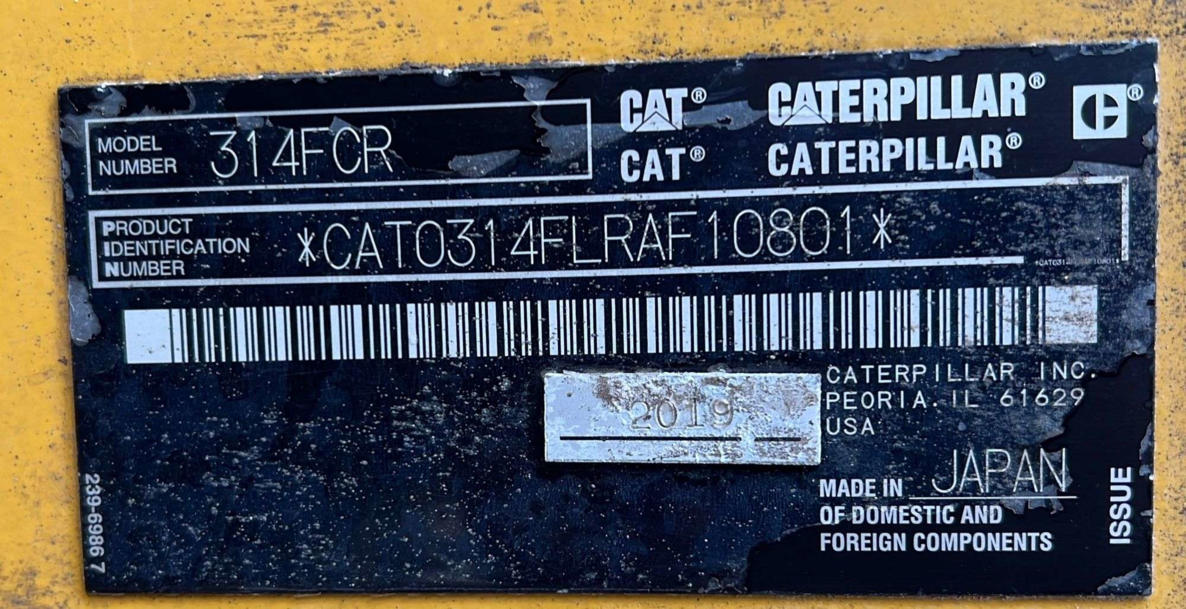 MODEL
NUMBER 314FCR
CAT® CATERPILLAR®
CAT® CATERPILLAR®
PRODUCT
IDENTIFICATION
NUMBER
*CAT0314FLRAF10801*
2019
CATERPILLAR INC.
PEORIA.IL 61629
USA
MADE IN JAPAN
OF DOMESTIC AND
FOREIGN COMPONENTS
ISSUE
239-6986 7